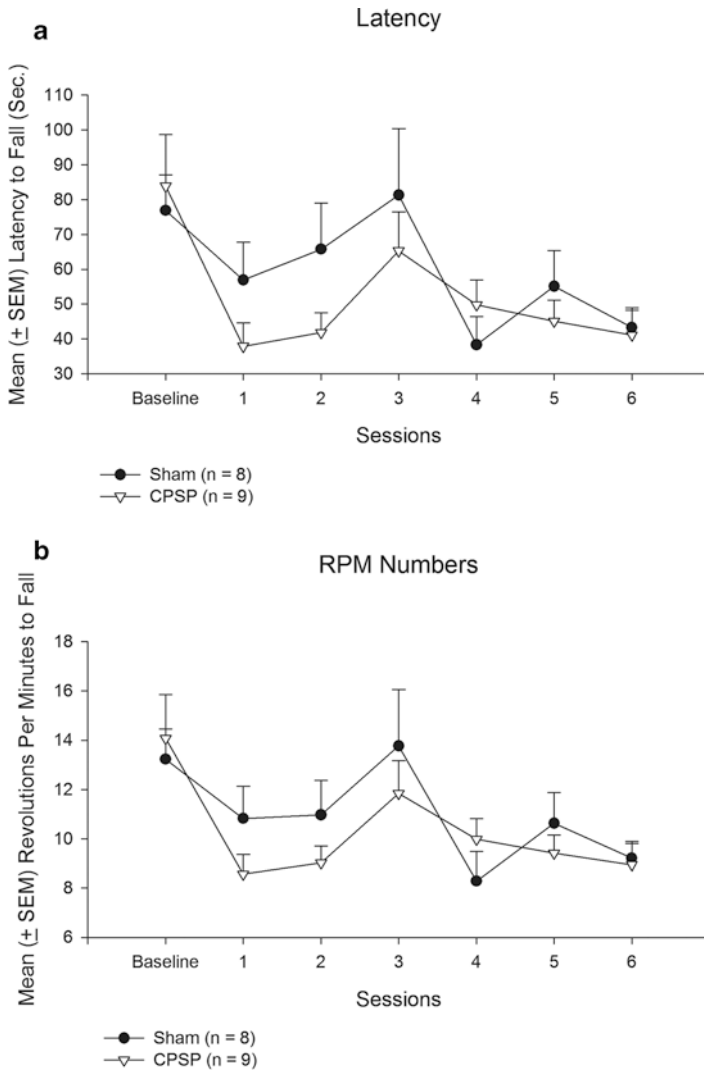 a
Latency
Mean (± SEM) Latency to Fall (Sec.)
110
100
90
80
70
60
50
40
30
Baseline 1 2 3 4 5 6
Sessions
Sham (n = 8)
CPSP (n = 9)
b
RPM Numbers
Mean (± SEM) Revolutions Per Minutes to Fall
18
16
14
12
10
8
6
Baseline 1 2 3 4 5 6
Sessions
Sham (n = 8)
CPSP (n = 9)